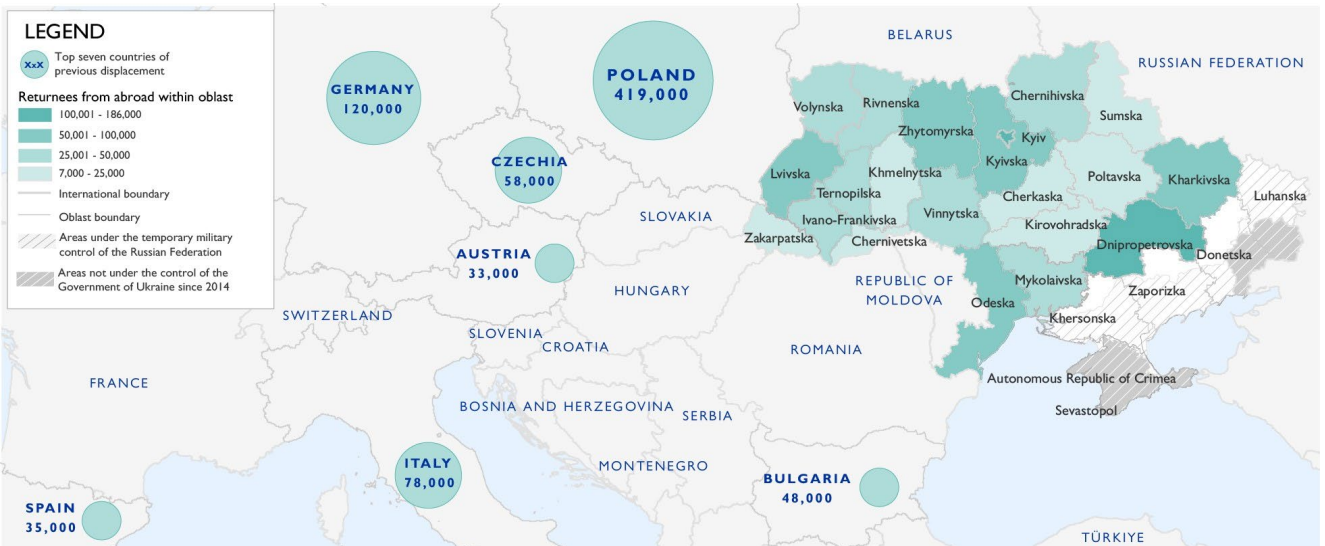 LEGEND
XxX
Top seven countries of
previous displacement
Returnees from abroad within oblast
100,001 - 186,000
50,001 - 100,000
25,001 - 50,000
7,000 - 25,000
International boundary
Oblast boundary
Areas under the temporary military
control of the Russian Federation
Areas not under the control of the
Government of Ukraine since 2014
GERMANY
120,000
POLAND
419,000
CZECHIA
58,000
AUSTRIA
33,000
ITALY
78,000
SPAIN
35,000
BULGARIA
48,000
BELARUS
RUSSIAN FEDERATION
SLOVAKIA
HUNGARY
SWITZERLAND
SLOVENIA
CROATIA
FRANCE
BOSNIA AND HERZEGOVINA
SERBIA
MONTENEGRO
ROMANIA
REPUBLIC OF
MOLDOVA
TÜRKIYE
Volynska
Rivnenska
Zhytomyrska
Kyiv
Kyivska
Chernihivska
Sumska
Lvivska
Ternopilska
Khmelnytska
Vinnytska
Cherkaska
Poltavska
Kharkivska
Luhanska
Zakarpatska
Ivano-Frankivska
Chernivetska
Kirovohradska
Dnipropetrovska
Donetska
Mykolaivska
Odeska
Zaporizka
Khersonska
Autonomous Republic of Crimea
Sevastopol